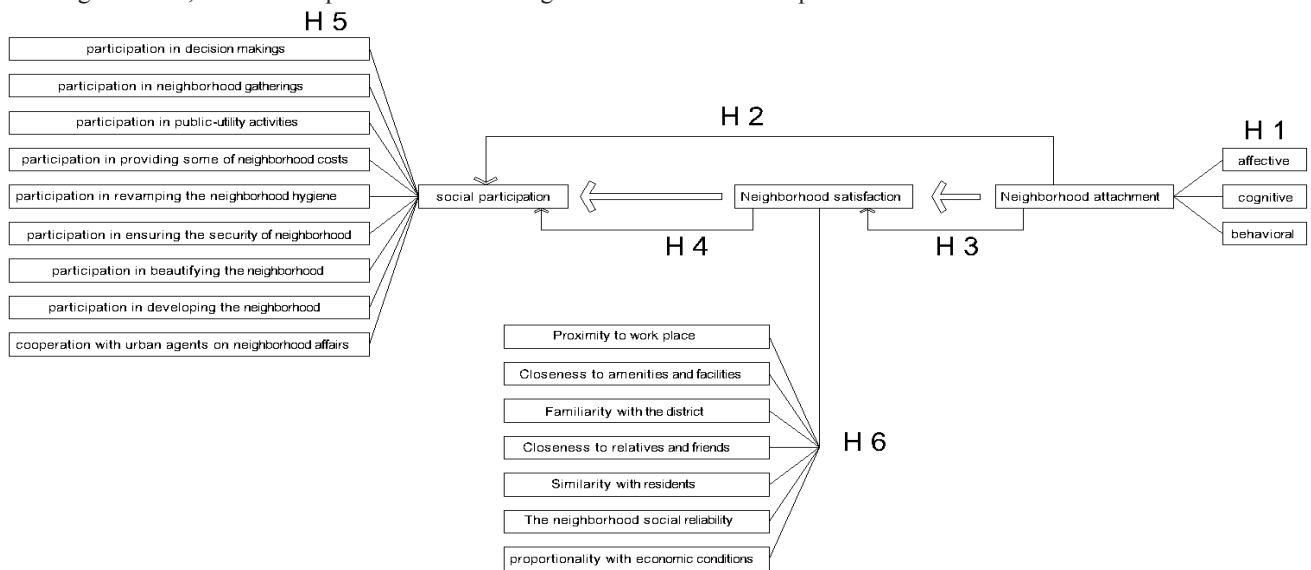 H 5
participation in decision makings
participation in neighborhood gatherings
participation in public-utility activities
participation in providing some of neighborhood costs
participation in revamping the neighborhood hygiene
participation in ensuring the security of neighborhood
participation in beautifying the neighborhood
participation in developing the neighborhood
cooperation with urban agents on neighborhood affairs
H 2
social participation
Neighborhood satisfaction
Neighborhood attachment
H 4
H 3
H 1
affective
cognitive
behavioral
Proximity to work place
Closeness to amenities and facilities
Familiarity with the district
Closeness to relatives and friends
Similarity with residents
The neighborhood social reliability
proportionality with economic conditions
H 6